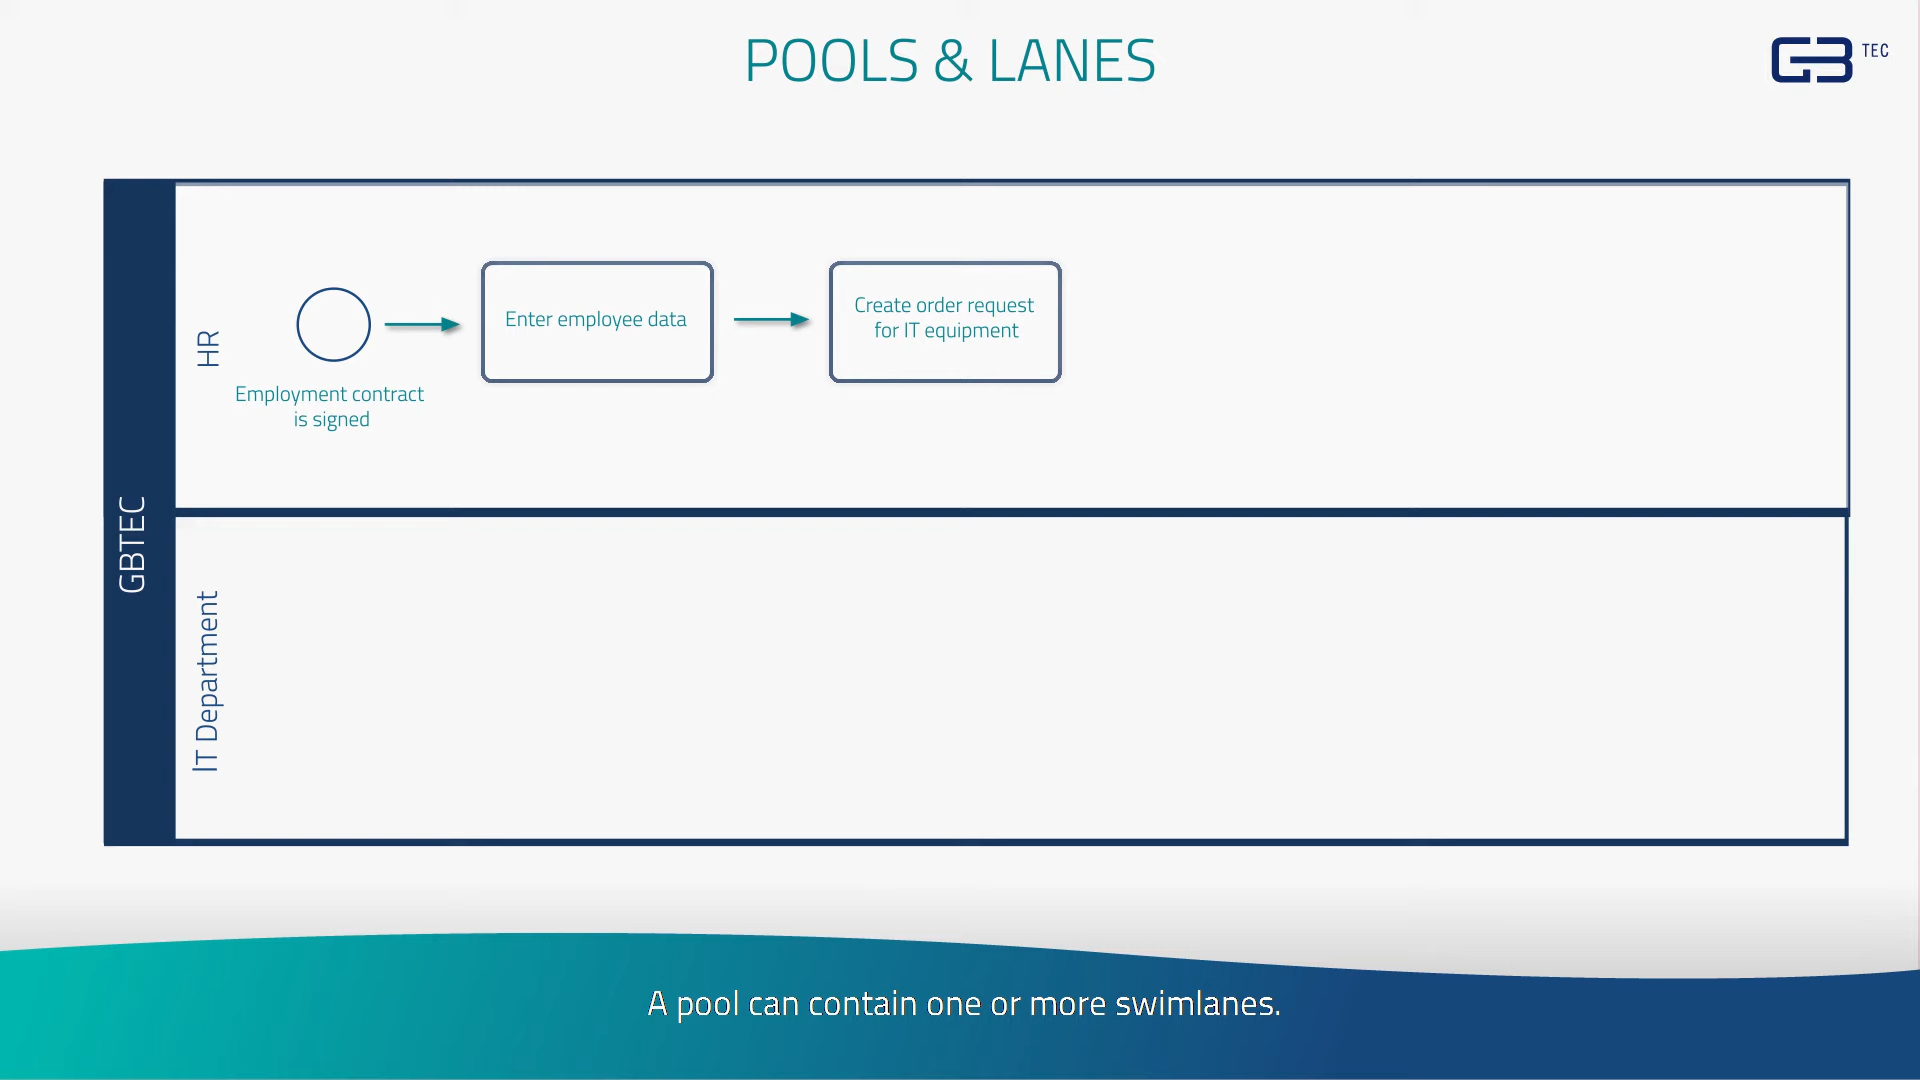 POOLS & LANES
GB TEC
GBTEC
HR
Employment contract
is signed
Enter employee data
Create order request
for IT equipment
IT Department
A pool can contain one or more swimlanes.